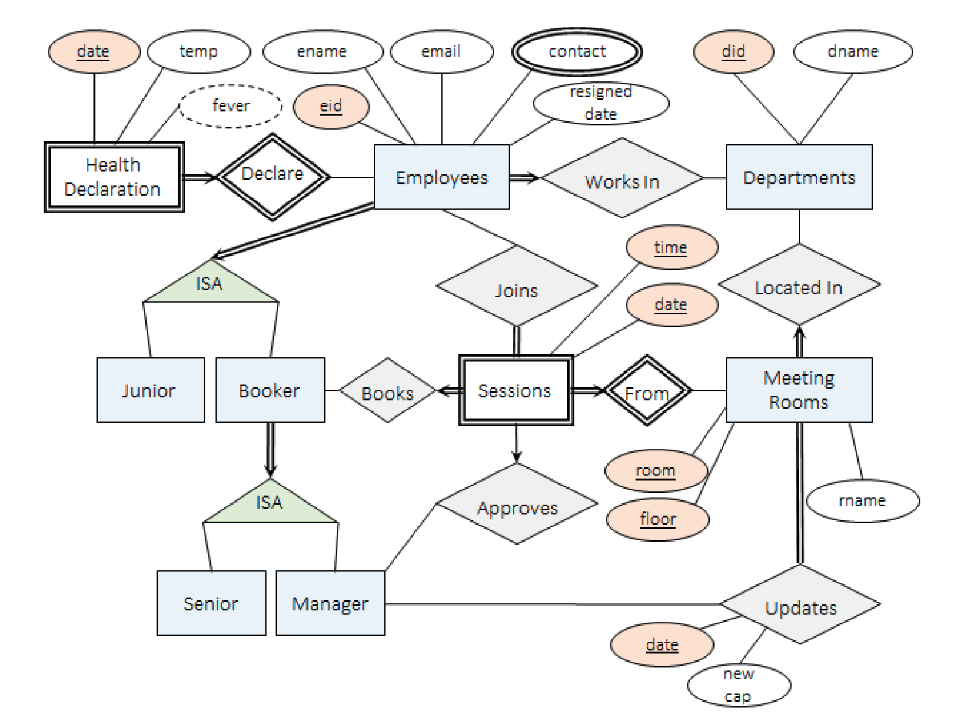 date
temp
ename
email
contact
did
dname
fever
eid
resigned
date
Health
Declaration
Declare
Employees
Works In
Departments
time
ISA
Joins
date
Located In
Junior
Booker
Books
Sessions
From
Meeting
Rooms
room
rname
ISA
Approves
floor
Senior
Manager
Updates
date
new
cap